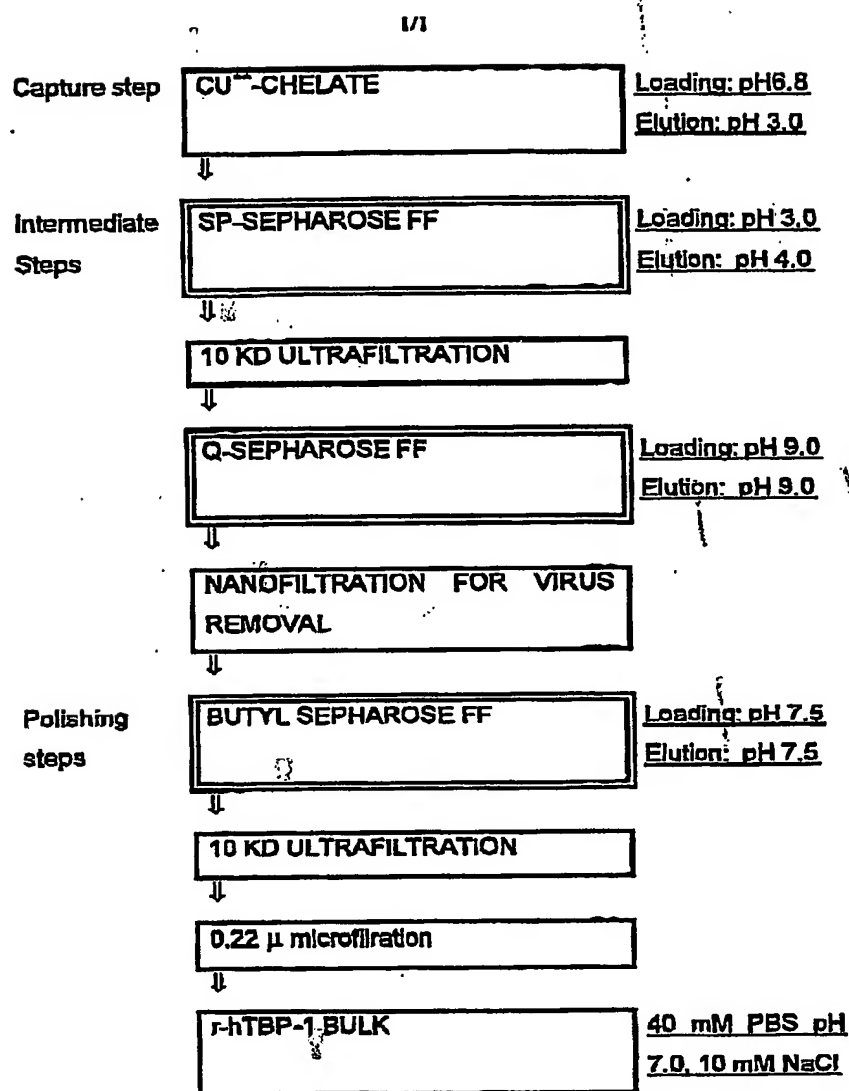 1/1
Capture step CU++-CHELATE Loading: pH6.8
Elution: pH 3.0
⇓
Intermediate SP-SEPHAROSE FF Loading: pH 3.0
Steps Elution: pH 4.0
⇓
10 KD ULTRAFILTRATION
⇓
Q-SEPHAROSE FF Loading: pH 9.0
Elution: pH 9.0
⇓
NANOFILTRATION FOR VIRUS
REMOVAL
⇓
Polishing BUTYL SEPHAROSE FF Loading: pH 7.5
steps Elution: pH 7.5
⇓
10 KD ULTRAFILTRATION
⇓
0.22 µ microfilration
⇓
r-hTBP-1 BULK 40 mM PBS pH
7.0, 10 mM NaCl